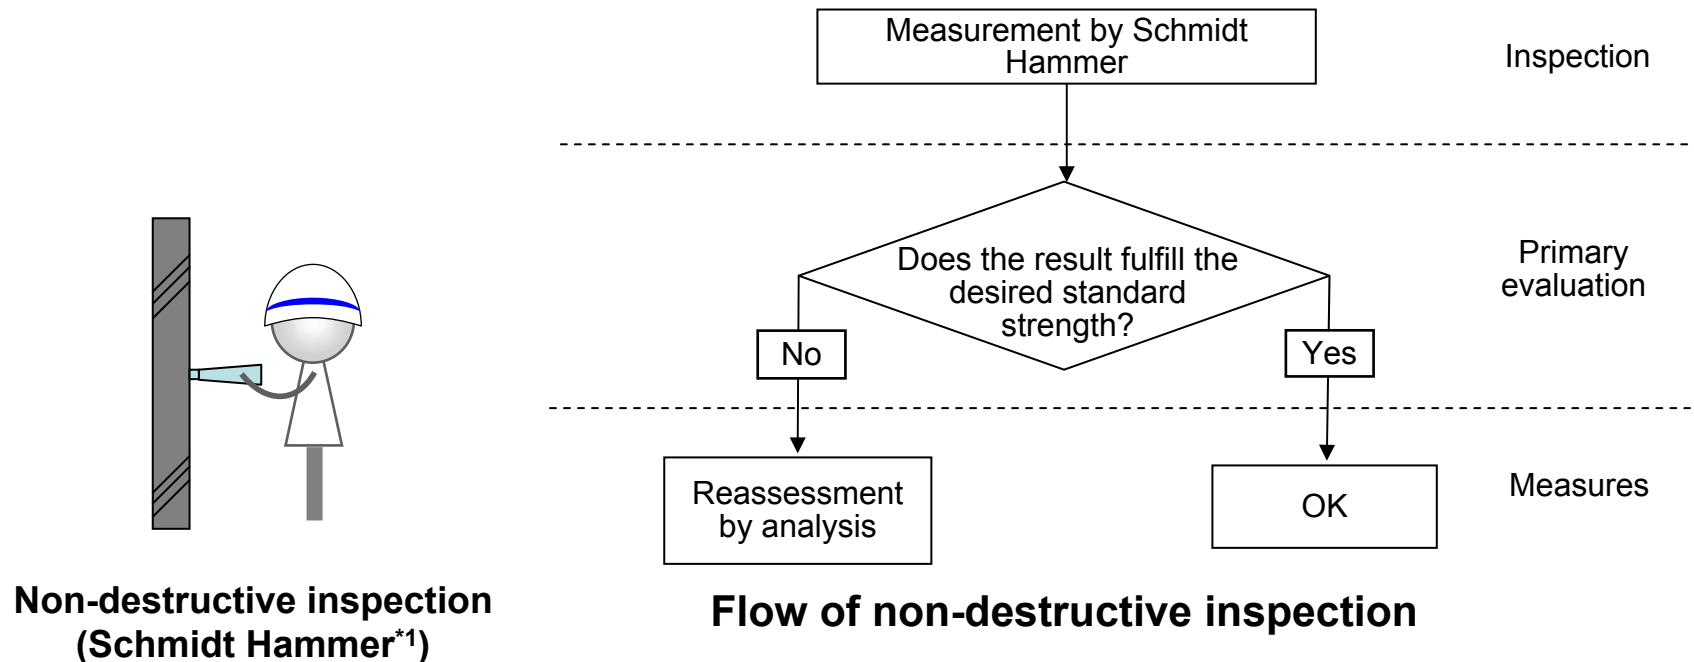 Measurement by Schmidt
Hammer
Inspection
Does the result fulfill the
desired standard
strength?
Primary
evaluation
No
Yes
Reassessment
by analysis
OK
Measures
Non-destructive inspection
(Schmidt Hammer*1)
Flow of non-destructive inspection